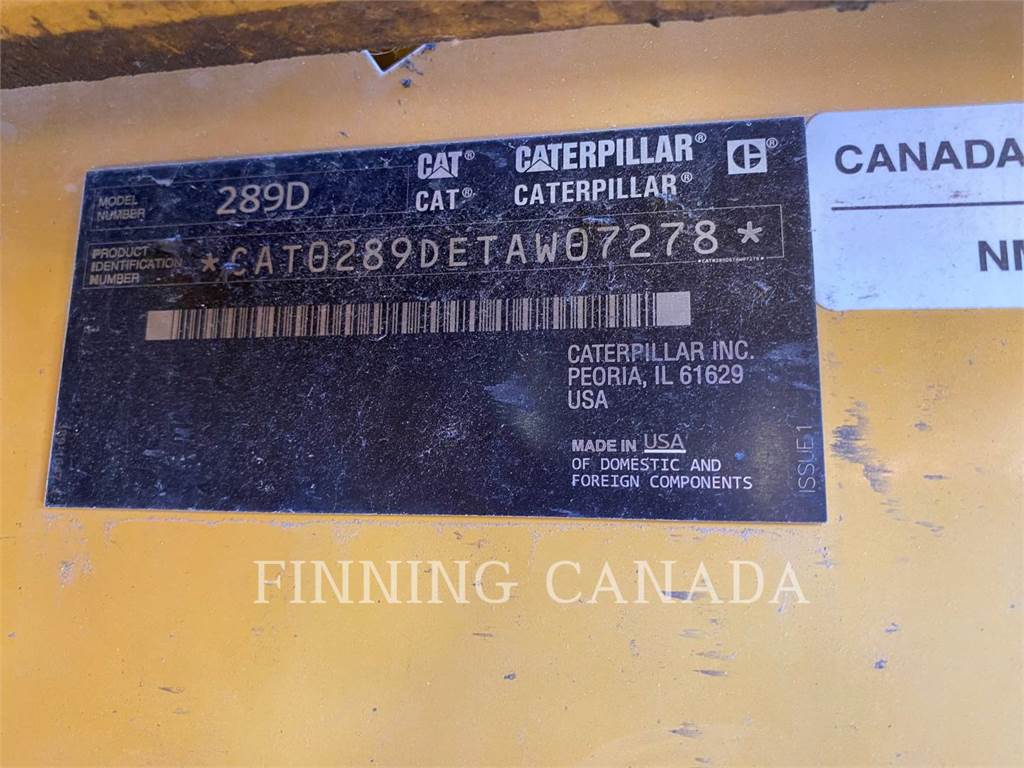 MODEL NUMBER 289D CAT® CATERPILLAR® C®
CAT® CATERPILLAR®
PRODUCT IDENTIFICATION NUMBER *CAT0289DETAW07278* *CAT0289DETAW07278*
CATERPILLAR INC.
PEORIA, IL 61629
USA
MADE IN USA
OF DOMESTIC AND
FOREIGN COMPONENTS
ISSUE 1
CANADA
NM
FINNING CANADA